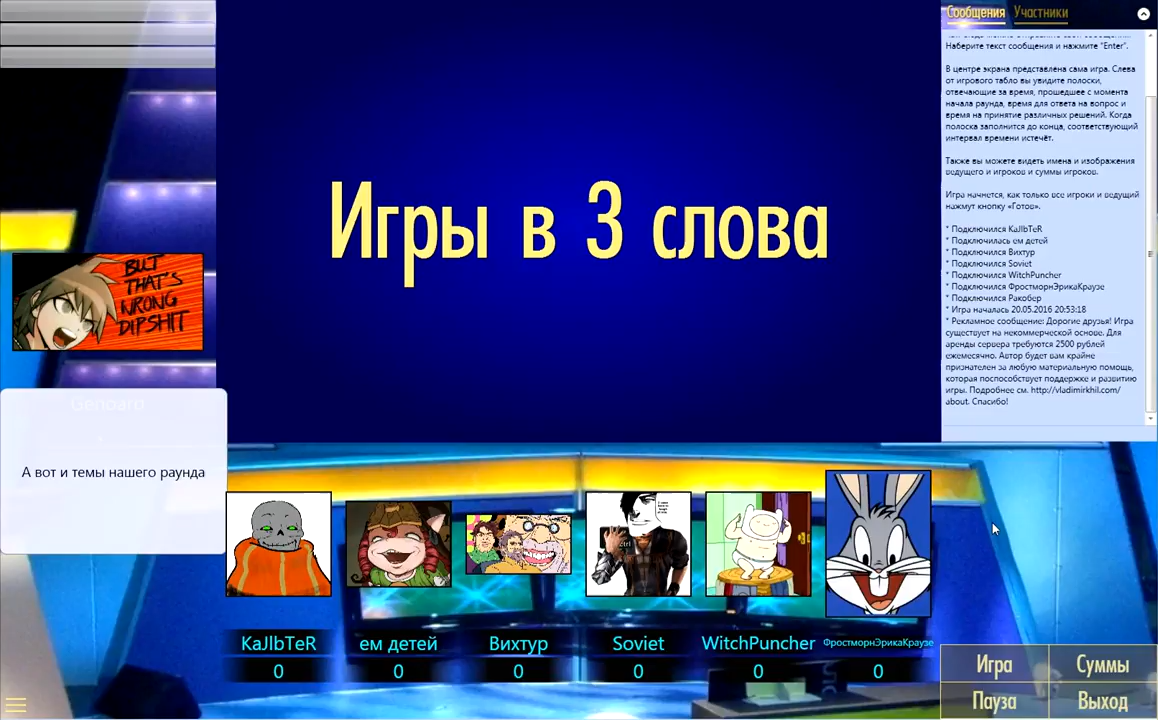 Сообщения Участники
Наберите текст сообщения и нажмите "Enter".
В центре экрана представлена сама игра. Слева
от игрового табло вы увидите полоски,
отвечающие за время, прошедшее с момента
начала раунда, время для ответа на вопрос и
время на принятие различных решений. Когда
полоска заполнится до конца, соответствующий
интервал времени истечёт.
Также вы можете видеть имена и изображения
ведущего и игроков и суммы игроков.
Игра начнется, как только все игроки и ведущий
нажмут кнопку «Готов».
* Подключился KaJlbTeR
* Подключилась ем детей
* Подключился Вихтур
* Подключился Soviet
* Подключился WitchPuncher
* Подключился ФростморнЭрикаКраузе
* Подключился Ракобер
* Игра началась 20.05.2016 20:53:18
* Рекламное сообщение: Дорогие друзья! Игра
существует на некоммерческой основе. Для
аренды сервера требуются 2500 рублей
ежемесячно. Автор будет вам крайне
признателен за любую материальную помощь,
которая поспособствует поддержке и развитию
игры. Подробнее см. http://vladimirkhil.com/
about. Спасибо!
Игры в 3 слова
BUT
THAT'S
WRONG
DIPSHIT
Genoard
А вот и темы нашего раунда
KaJlbTeR ем детей Вихтур Soviet WitchPuncher ФростморнЭрикаКраузе
0 0 0 0 0 0
Игра Суммы
Пауза Выход